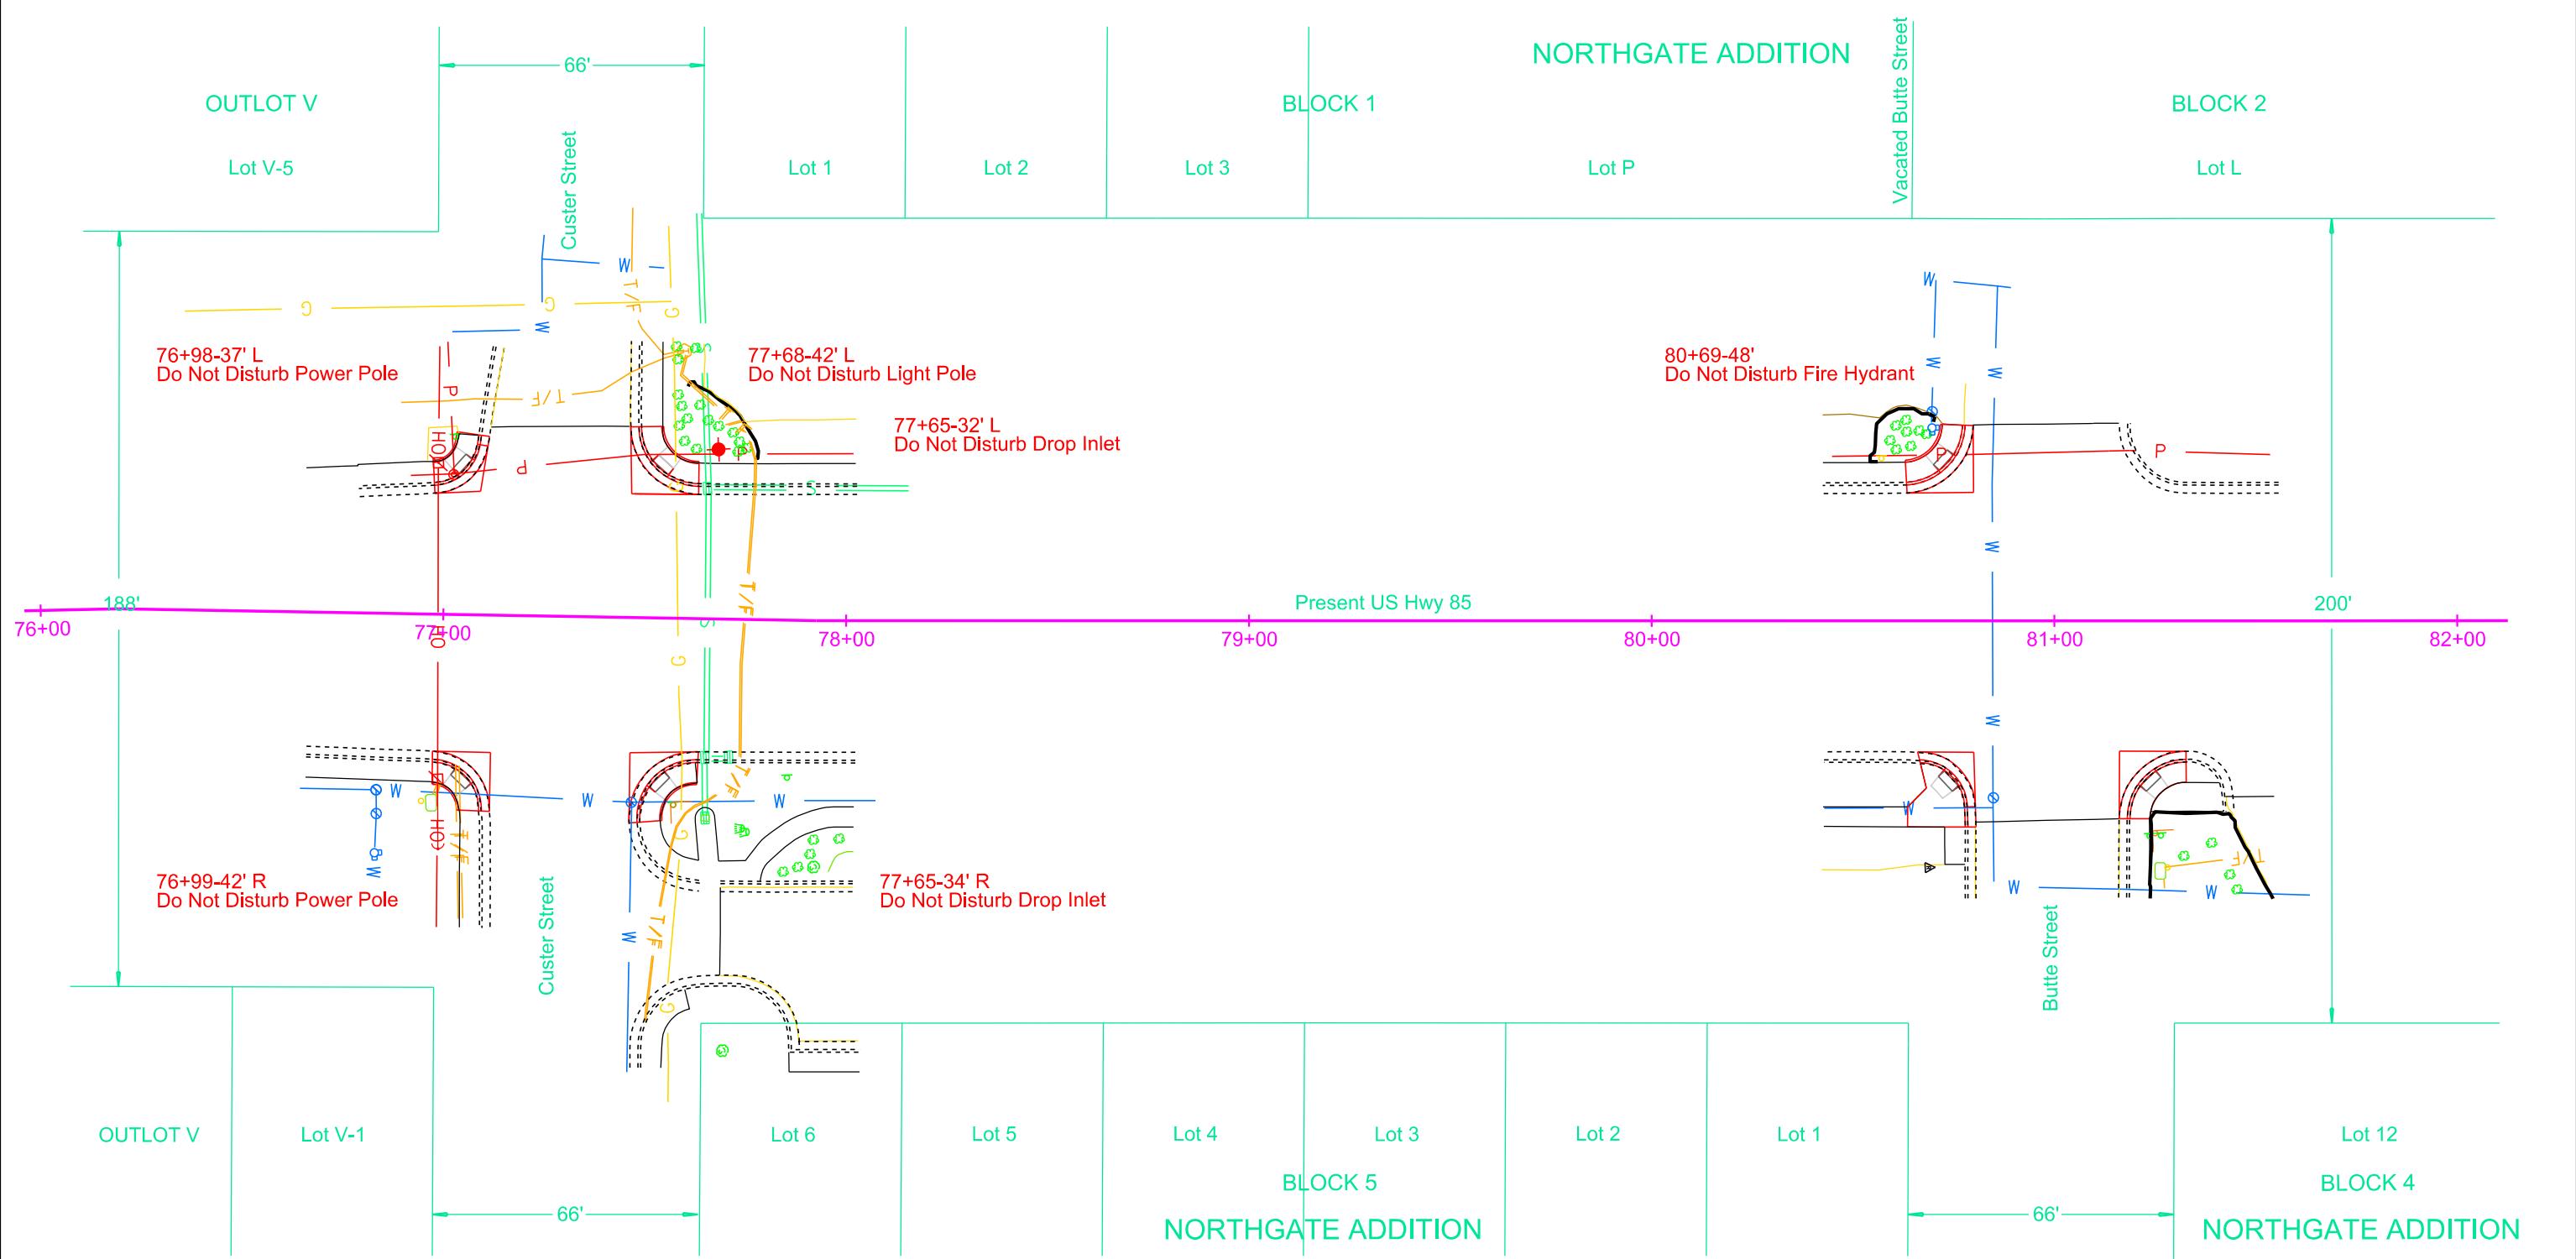 NORTHGATE ADDITION
66'
OUTLOT V
BLOCK 1
BLOCK 2
Vacated Butte Street
Lot V-5
Custer Street
Lot 1
Lot 2
Lot 3
Lot P
Lot L
W
W
T/F
G
G
G
W
S
76+98-37' L
Do Not Disturb Power Pole
77+68-42' L
Do Not Disturb Light Pole
80+69-48'
Do Not Disturb Fire Hydrant
W
W
P
T/F
77+65-32' L
Do Not Disturb Drop Inlet
P
P
P
P
G
S
W
T/F
188'
Present US Hwy 85
200'
76+00
77+00
78+00
79+00
80+00
81+00
82+00
S
G
W
T/F
P
W
W
W
W
G
T/F
T/F
W
76+99-42' R
Do Not Disturb Power Pole
77+65-34' R
Do Not Disturb Drop Inlet
W
W
Custer Street
W
T/F
Butte Street
G
OUTLOT V
Lot V-1
Lot 6
Lot 5
Lot 4
Lot 3
Lot 2
Lot 1
Lot 12
BLOCK 5
BLOCK 4
66'
66'
NORTHGATE ADDITION
NORTHGATE ADDITION